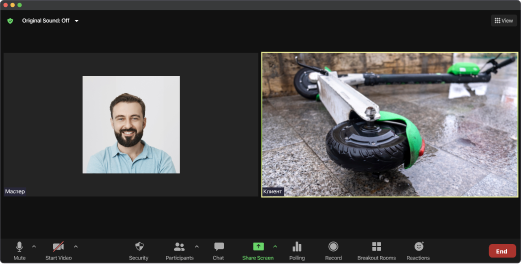 Original Sound: Off
View
Мастер
Клиент
Mute
Start Video
Security
Participants
Chat
Share Screen
Polling
Record
Breakout Rooms
Reactions
End